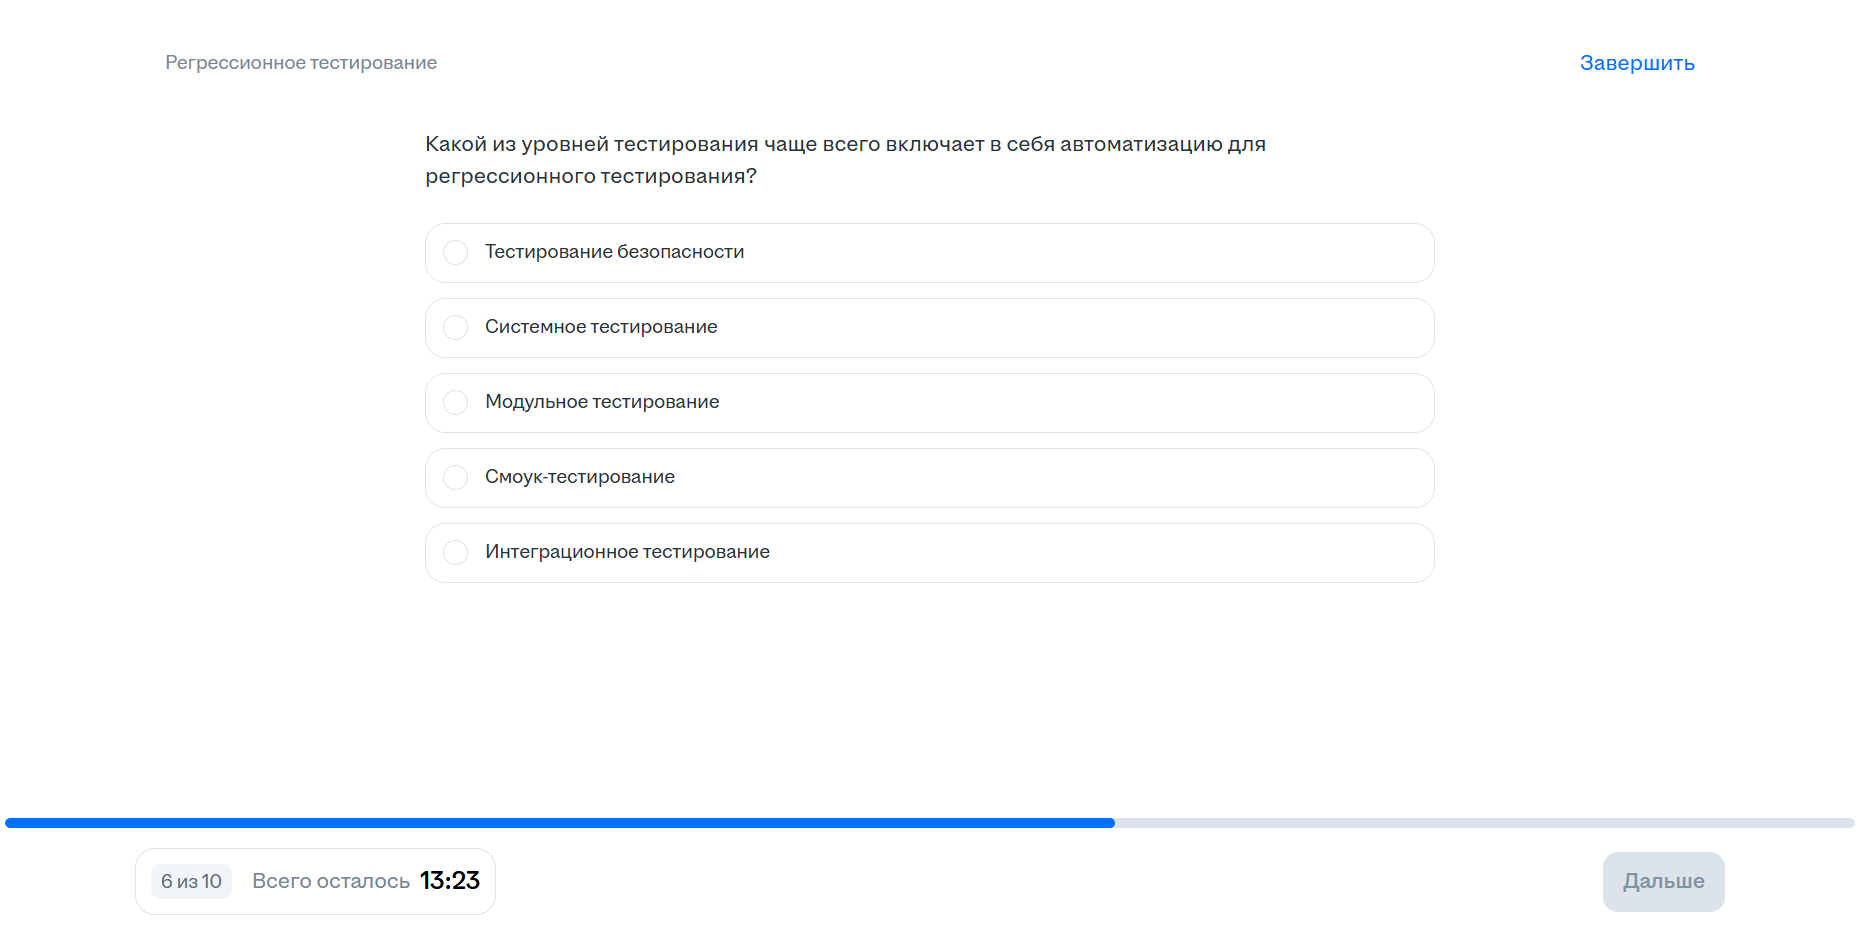 Регрессионное тестирование
Завершить
Какой из уровней тестирования чаще всего включает в себя автоматизацию для
регрессионного тестирования?
Тестирование безопасности
Системное тестирование
Модульное тестирование
Смоук-тестирование
Интеграционное тестирование
6 из 10 Всего осталось 13:23
Дальше